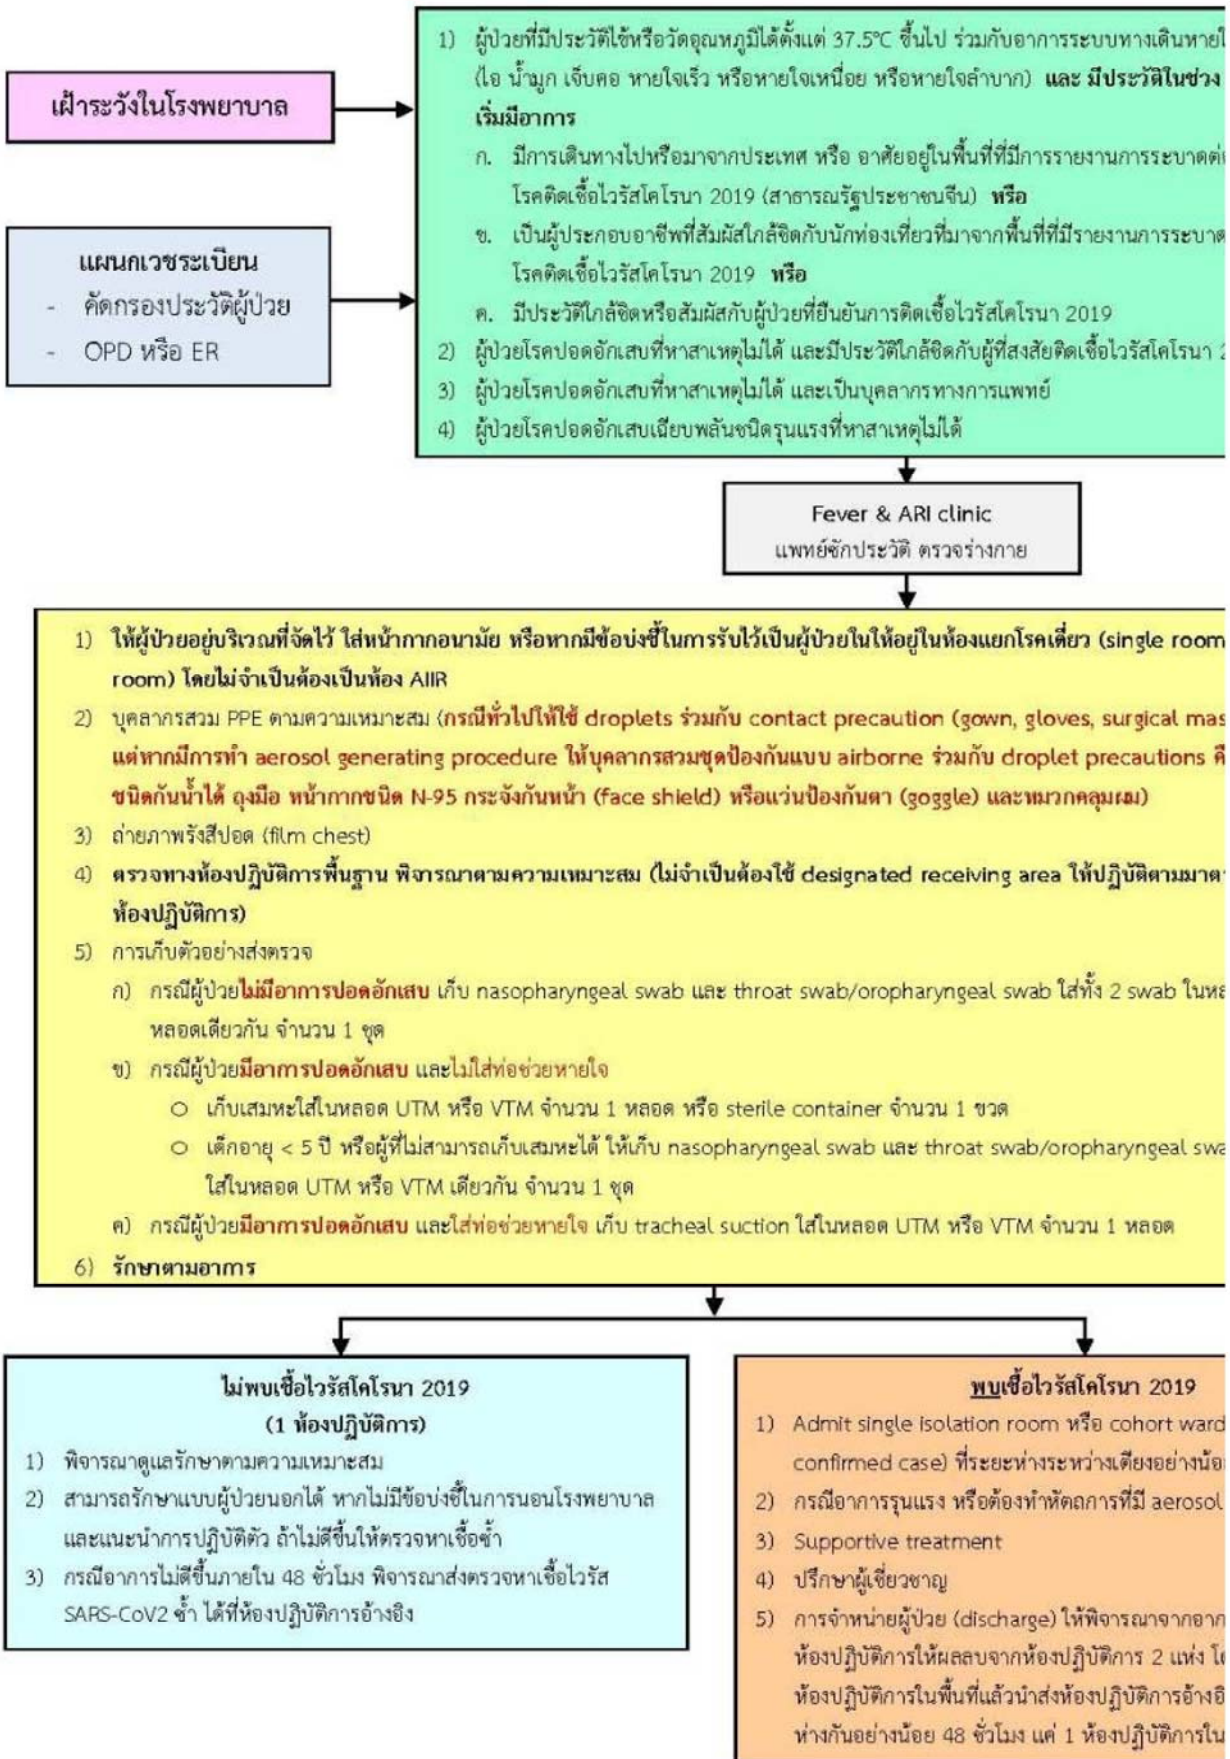 เฝ้าระวังในโรงพยาบาล
แผนกเวชระเบียน
- คัดกรองประวัติผู้ป่วย
- OPD หรือ ER
1) ผู้ป่วยที่มีประวัติไข้หรือวัดอุณหภูมิได้ตั้งแต่ 37.5°C ขึ้นไป ร่วมกับอาการระบบทางเดินหายใ
(ไอ น้ำมูก เจ็บคอ หายใจเร็ว หรือหายใจเหนื่อย หรือหายใจลำบาก) และ มีประวัติในช่วง
เริ่มมีอาการ
ก. มีการเดินทางไปหรือมาจากประเทศ หรือ อาศัยอยู่ในพื้นที่ที่มีการรายงานการระบาดต่
โรคติดเชื้อไวรัสโคโรนา 2019 (สาธารณรัฐประชาชนจีน) หรือ
ข. เป็นผู้ประกอบอาชีพที่สัมผัสใกล้ชิดกับนักท่องเที่ยวที่มาจากพื้นที่ที่มีรายงานการระบาด
โรคติดเชื้อไวรัสโคโรนา 2019 หรือ
ค. มีประวัติใกล้ชิดหรือสัมผัสกับผู้ป่วยที่ยืนยันการติดเชื้อไวรัสโคโรนา 2019
2) ผู้ป่วยโรคปอดอักเสบที่หาสาเหตุไม่ได้ และมีประวัติใกล้ชิดกับผู้ที่สงสัยติดเชื้อไวรัสโคโรนา 2
3) ผู้ป่วยโรคปอดอักเสบที่หาสาเหตุไม่ได้ และเป็นบุคลากรทางการแพทย์
4) ผู้ป่วยโรคปอดอักเสบเฉียบพลันชนิดรุนแรงที่หาสาเหตุไม่ได้
Fever & ARI clinic
แพทย์ซักประวัติ ตรวจร่างกาย
1) ให้ผู้ป่วยอยู่บริเวณที่จัดไว้ ใส่หน้ากากอนามัย หรือหากมีข้อบ่งชี้ในการรับไว้เป็นผู้ป่วยในให้อยู่ในห้องแยกโรคเดี่ยว (single room
room) โดยไม่จำเป็นต้องเป็นห้อง AIIR
2) บุคลากรสวม PPE ตามความเหมาะสม (กรณีทั่วไปให้ใช้ droplets ร่วมกับ contact precaution (gown, gloves, surgical mas
แต่หากมีการทำ aerosol generating procedure ให้บุคลากรสวมชุดป้องกันแบบ airborne ร่วมกับ droplet precautions คื
ชนิดกันน้ำได้ ถุงมือ หน้ากากชนิด N-95 กระจังกันหน้า (face shield) หรือแว่นป้องกันตา (goggle) และหมวกคลุมผม)
3) ถ่ายภาพรังสีปอด (film chest)
4) ตรวจทางห้องปฏิบัติการพื้นฐาน พิจารณาตามความเหมาะสม (ไม่จำเป็นต้องใช้ designated receiving area ให้ปฏิบัติตามมาต
ห้องปฏิบัติการ)
5) การเก็บตัวอย่างส่งตรวจ
ก) กรณีผู้ป่วยไม่มีอาการปอดอักเสบ เก็บ nasopharyngeal swab และ throat swab/oropharyngeal swab ใส่ทั้ง 2 swab ในห
หลอดเดียวกัน จำนวน 1 ชุด
ข) กรณีผู้ป่วยมีอาการปอดอักเสบ และไม่ใส่ท่อช่วยหายใจ
○ เก็บเสมหะใส่ในหลอด UTM หรือ VTM จำนวน 1 หลอด หรือ sterile container จำนวน 1 ขวด
○ เด็กอายุ < 5 ปี หรือผู้ที่ไม่สามารถเก็บเสมหะได้ ให้เก็บ nasopharyngeal swab และ throat swab/oropharyngeal swa
ใส่ในหลอด UTM หรือ VTM เดียวกัน จำนวน 1 ชุด
ค) กรณีผู้ป่วยมีอาการปอดอักเสบ และใส่ท่อช่วยหายใจ เก็บ tracheal suction ใส่ในหลอด UTM หรือ VTM จำนวน 1 หลอด
6) รักษาตามอาการ
ไม่พบเชื้อไวรัสโคโรนา 2019
(1 ห้องปฏิบัติการ)
1) พิจารณาดูแลรักษาตามความเหมาะสม
2) สามารถรักษาแบบผู้ป่วยนอกได้ หากไม่มีข้อบ่งชี้ในการนอนโรงพยาบาล
และแนะนำการปฏิบัติตัว ถ้าไม่ดีขึ้นให้ตรวจหาเชื้อซ้ำ
3) กรณีอาการไม่ดีขึ้นภายใน 48 ชั่วโมง พิจารณาส่งตรวจหาเชื้อไวรัส
SARS-CoV2 ซ้ำ ได้ที่ห้องปฏิบัติการอ้างอิง
พบเชื้อไวรัสโคโรนา 2019
1) Admit single isolation room หรือ cohort ward
confirmed case) ที่ระยะห่างระหว่างเตียงอย่างน้อ
2) กรณีอาการรุนแรง หรือต้องทำหัตถการที่มี aerosol
3) Supportive treatment
4) ปรึกษาผู้เชี่ยวชาญ
5) การจำหน่ายผู้ป่วย (discharge) ให้พิจารณาจากอาก
ห้องปฏิบัติการให้ผลลบจากห้องปฏิบัติการ 2 แห่ง โด
ห้องปฏิบัติการในพื้นที่แล้วนำส่งห้องปฏิบัติการอ้างอิ
ห่างกันอย่างน้อย 48 ชั่วโมง แค่ 1 ห้องปฏิบัติการใน